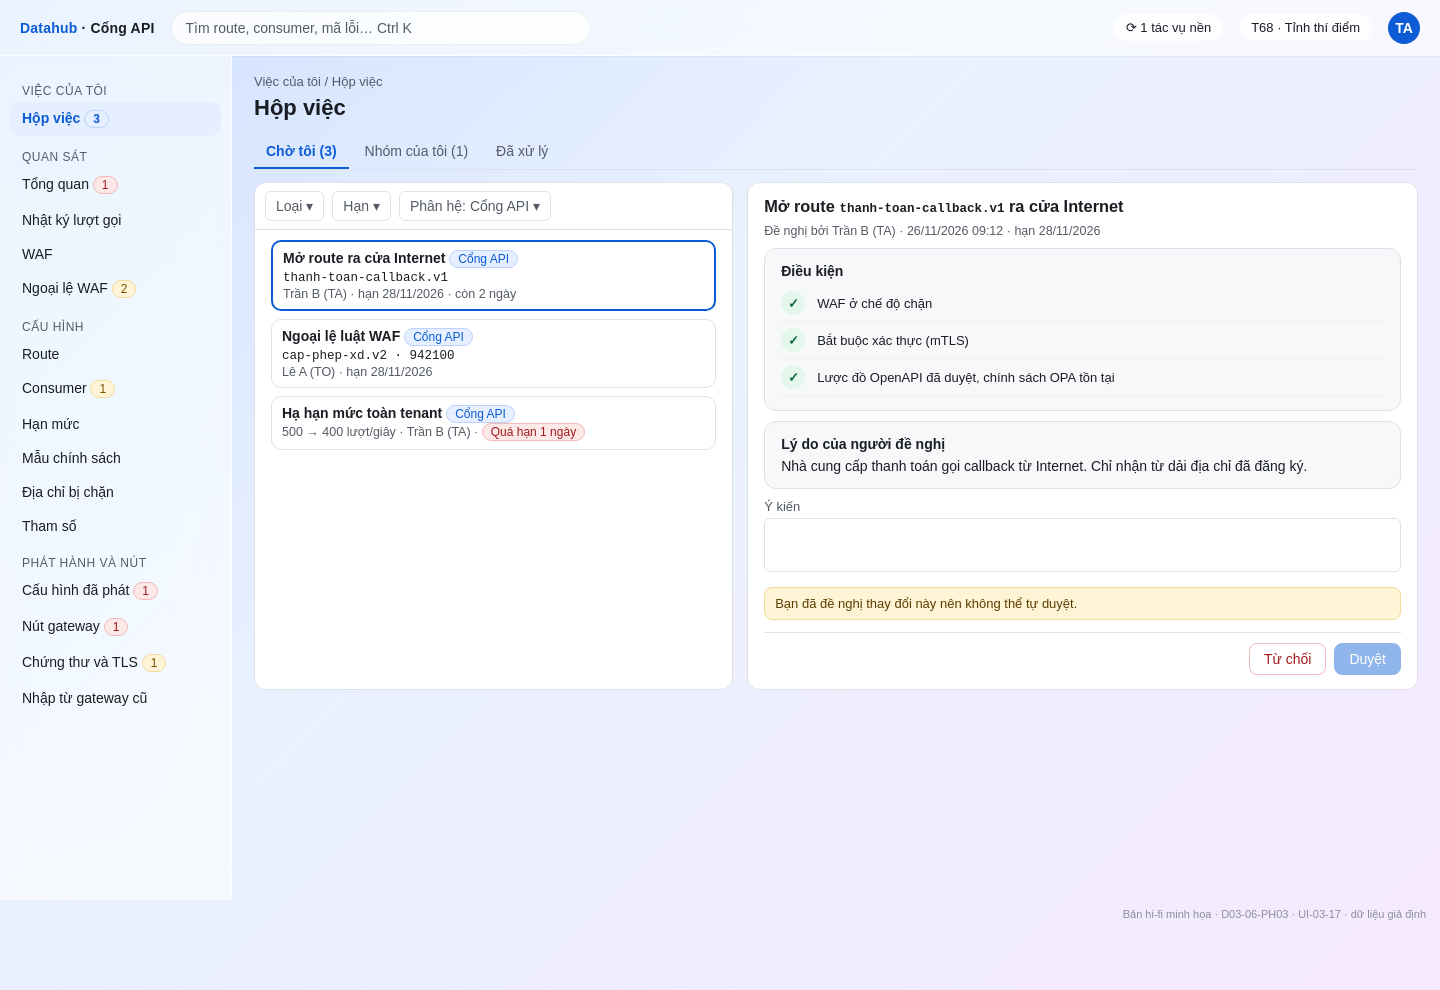 Datahub · Cổng API
Tìm route, consumer, mã lỗi… Ctrl K
⟳ 1 tác vụ nền
T68 · Tỉnh thí điểm
TA
VIỆC CỦA TÔI
Hộp việc 3
QUAN SÁT
Tổng quan 1
Nhật ký lượt gọi
WAF
Ngoại lệ WAF 2
CẤU HÌNH
Route
Consumer 1
Hạn mức
Mẫu chính sách
Địa chỉ bị chặn
Tham số
PHÁT HÀNH VÀ NÚT
Cấu hình đã phát 1
Nút gateway 1
Chứng thư và TLS 1
Nhập từ gateway cũ
Việc của tôi / Hộp việc
Hộp việc
Chờ tôi (3)
Nhóm của tôi (1)
Đã xử lý
Loại ▾
Hạn ▾
Phân hệ: Cổng API ▾
Mở route ra cửa Internet Cổng API
thanh-toan-callback.v1
Trần B (TA) · hạn 28/11/2026 · còn 2 ngày
Ngoại lệ luật WAF Cổng API
cap-phep-xd.v2 · 942100
Lê A (TO) · hạn 28/11/2026
Hạ hạn mức toàn tenant Cổng API
500 → 400 lượt/giây · Trần B (TA) · Quá hạn 1 ngày
Mở route thanh-toan-callback.v1 ra cửa Internet
Đề nghị bởi Trần B (TA) · 26/11/2026 09:12 · hạn 28/11/2026
Điều kiện
✓ WAF ở chế độ chặn
✓ Bắt buộc xác thực (mTLS)
✓ Lược đồ OpenAPI đã duyệt, chính sách OPA tồn tại
Lý do của người đề nghị
Nhà cung cấp thanh toán gọi callback từ Internet. Chỉ nhận từ dải địa chỉ đã đăng ký.
Ý kiến
Bạn đã đề nghị thay đổi này nên không thể tự duyệt.
Từ chối
Duyệt
Bản hi-fi minh họa · D03-06-PH03 · UI-03-17 · dữ liệu giả định